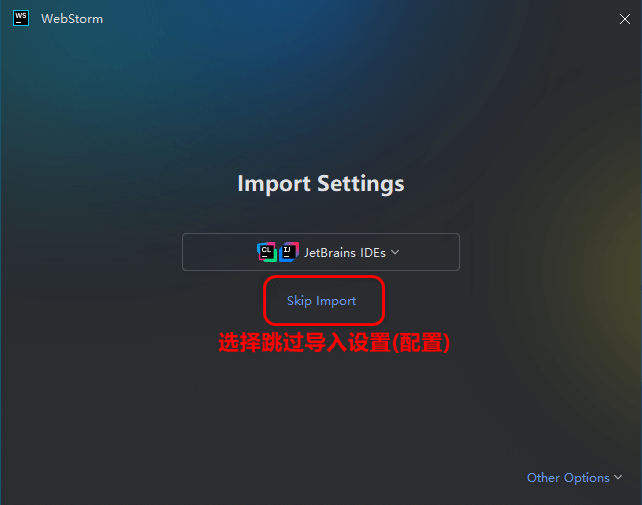 WS WebStorm
Import Settings
CL IJ JetBrains IDEs
Skip Import
选择跳过导入设置(配置)
Other Options